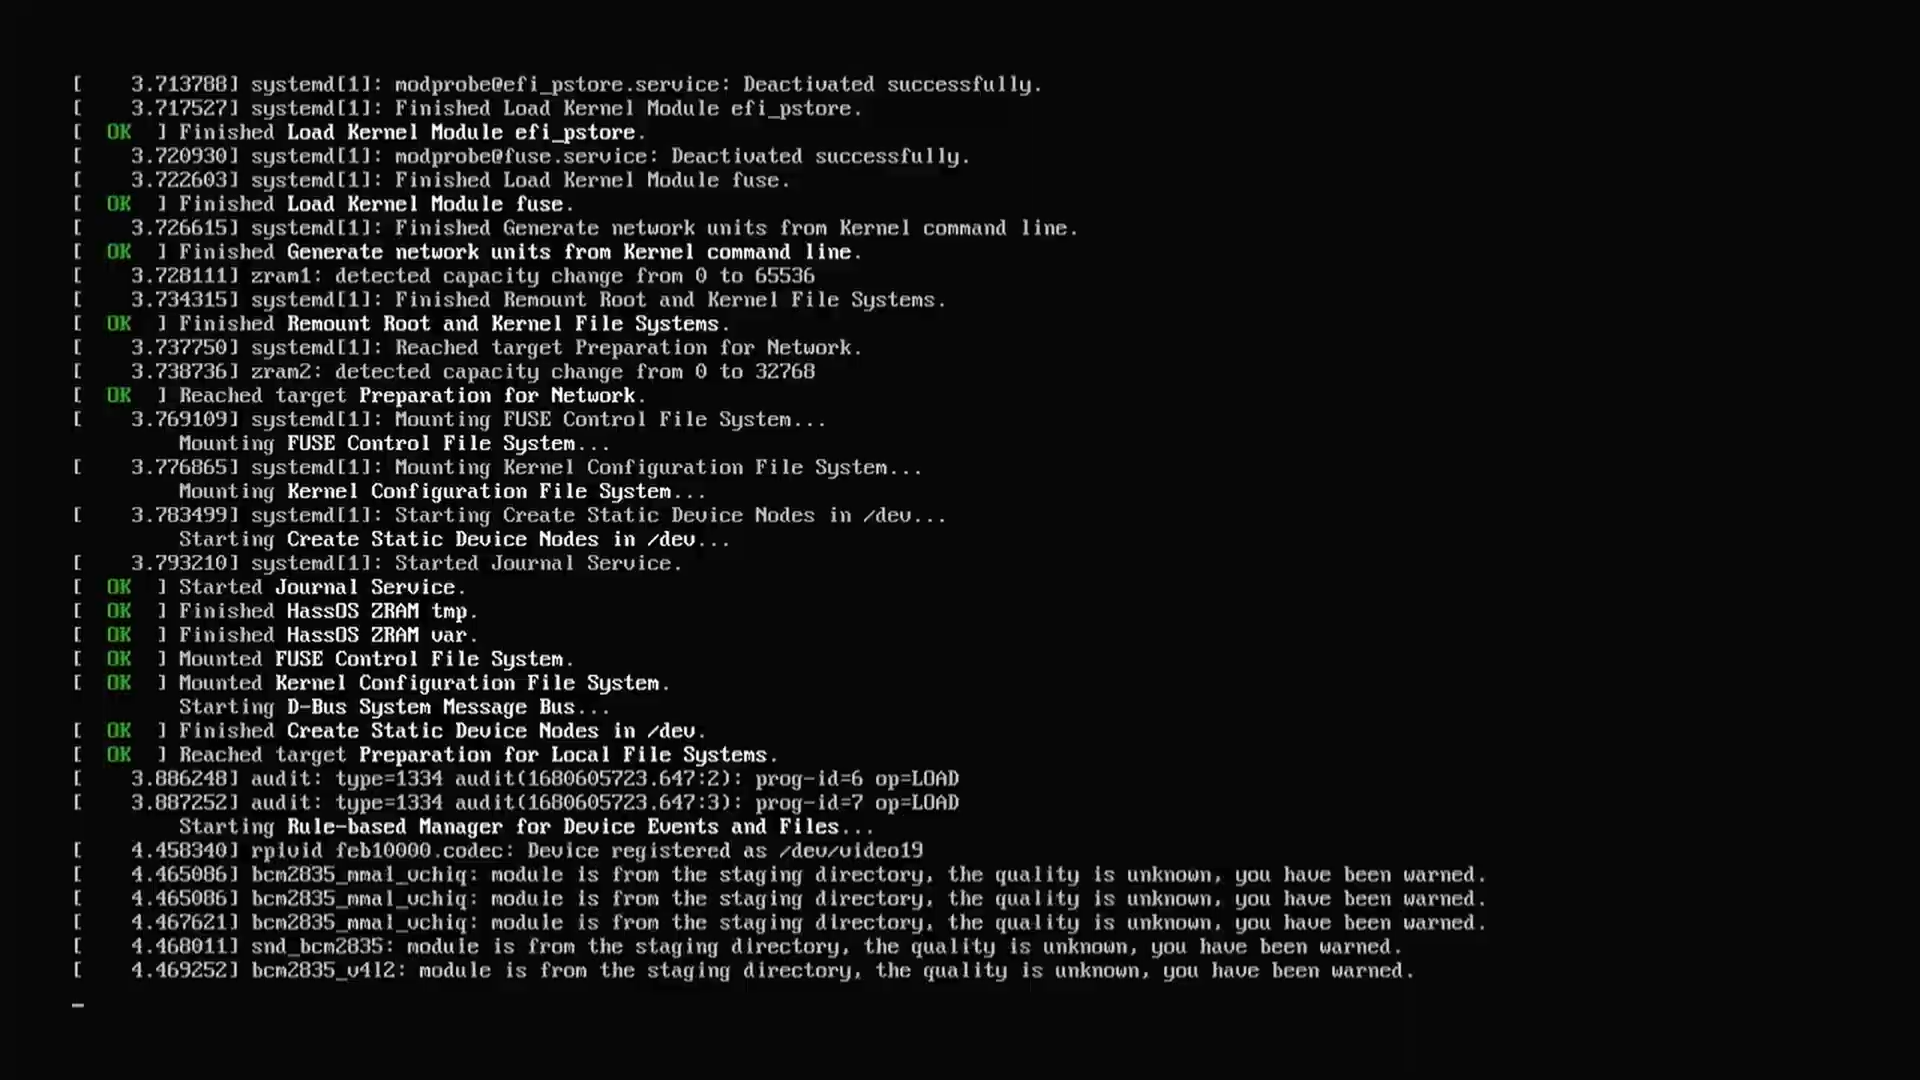 [    3.713788] systemd[1]: modprobe@efi_pstore.service: Deactivated successfully.
[    3.717527] systemd[1]: Finished Load Kernel Module efi_pstore.
[  OK  ] Finished Load Kernel Module efi_pstore.
[    3.720930] systemd[1]: modprobe@fuse.service: Deactivated successfully.
[    3.722603] systemd[1]: Finished Load Kernel Module fuse.
[  OK  ] Finished Load Kernel Module fuse.
[    3.726615] systemd[1]: Finished Generate network units from Kernel command line.
[  OK  ] Finished Generate network units from Kernel command line.
[    3.728111] zram1: detected capacity change from 0 to 65536
[    3.734315] systemd[1]: Finished Remount Root and Kernel File Systems.
[  OK  ] Finished Remount Root and Kernel File Systems.
[    3.737750] systemd[1]: Reached target Preparation for Network.
[    3.738736] zram2: detected capacity change from 0 to 32768
[  OK  ] Reached target Preparation for Network.
[    3.769109] systemd[1]: Mounting FUSE Control File System...
         Mounting FUSE Control File System...
[    3.776865] systemd[1]: Mounting Kernel Configuration File System...
         Mounting Kernel Configuration File System...
[    3.783499] systemd[1]: Starting Create Static Device Nodes in /dev...
         Starting Create Static Device Nodes in /dev...
[    3.793210] systemd[1]: Started Journal Service.
[  OK  ] Started Journal Service.
[  OK  ] Finished HassOS ZRAM tmp.
[  OK  ] Finished HassOS ZRAM var.
[  OK  ] Mounted FUSE Control File System.
[  OK  ] Mounted Kernel Configuration File System.
         Starting D-Bus System Message Bus...
[  OK  ] Finished Create Static Device Nodes in /dev.
[  OK  ] Reached target Preparation for Local File Systems.
[    3.886248] audit: type=1334 audit(1680605723.647:2): prog-id=6 op=LOAD
[    3.887252] audit: type=1334 audit(1680605723.647:3): prog-id=7 op=LOAD
         Starting Rule-based Manager for Device Events and Files...
[    4.458340] rpivid feb10000.codec: Device registered as /dev/video19
[    4.465086] bcm2835_mmal_vchiq: module is from the staging directory, the quality is unknown, you have been warned.
[    4.465086] bcm2835_mmal_vchiq: module is from the staging directory, the quality is unknown, you have been warned.
[    4.467621] bcm2835_mmal_vchiq: module is from the staging directory, the quality is unknown, you have been warned.
[    4.468011] snd_bcm2835: module is from the staging directory, the quality is unknown, you have been warned.
[    4.469252] bcm2835_v4l2: module is from the staging directory, the quality is unknown, you have been warned.